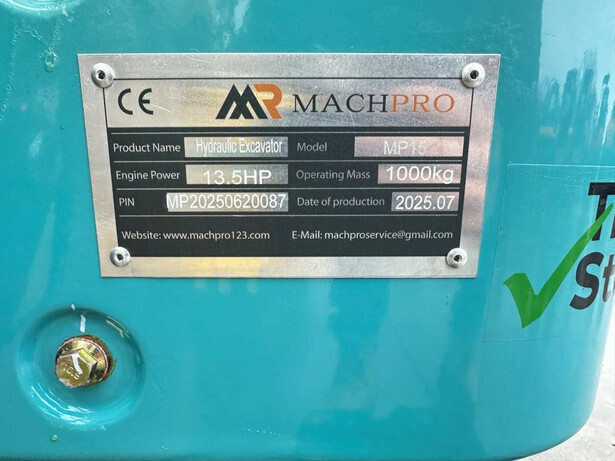 CE MACHPRO
Product Name Hydraulic Excavator Model MP15
Engine Power 13.5HP Operating Mass 1000kg
PIN MP20250620087 Date of production 2025.07
Website: www.machpro123.com E-Mail: machproservice@gmail.com